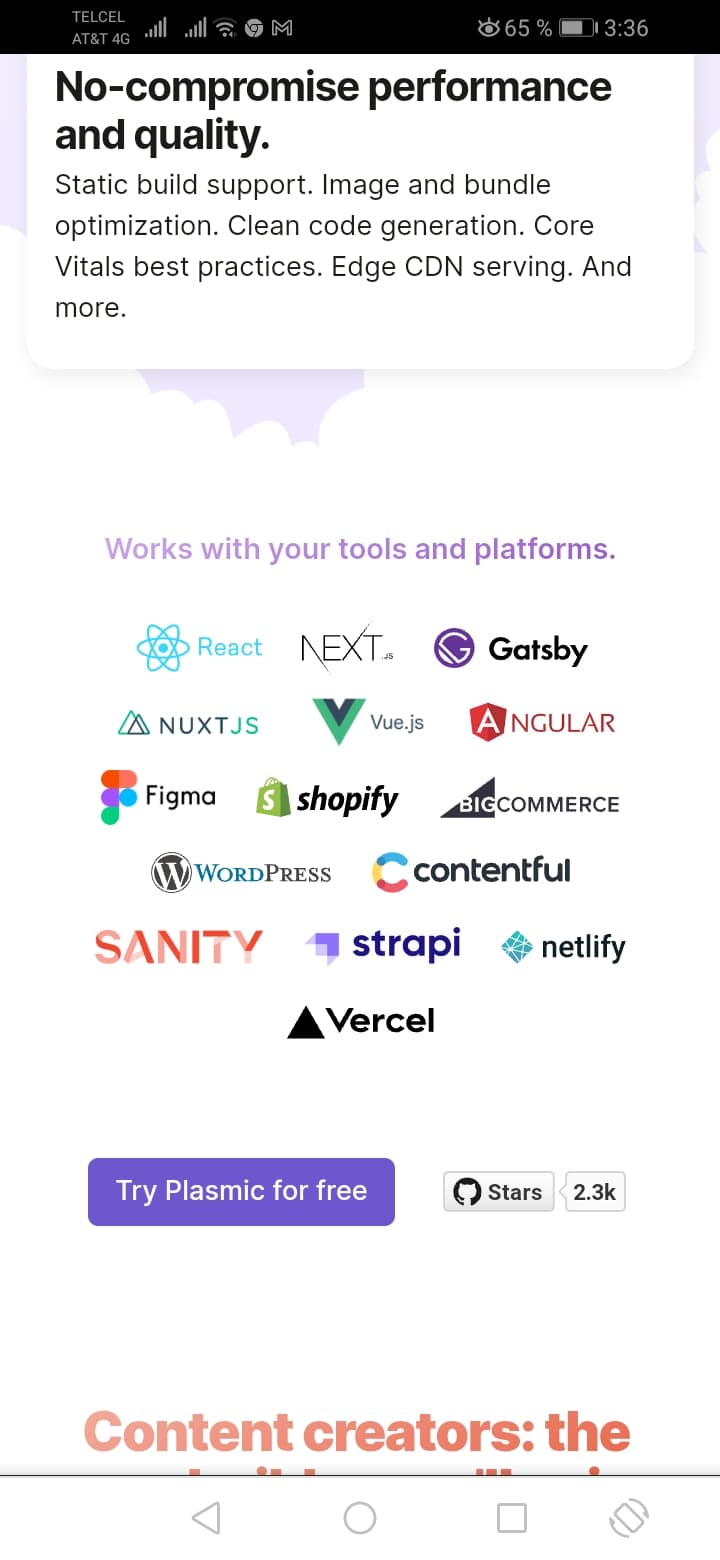 TELCEL
AT&T 4G
65 % 3:36
No-compromise performance
and quality.
Static build support. Image and bundle
optimization. Clean code generation. Core
Vitals best practices. Edge CDN serving. And
more.
Works with your tools and platforms.
React NEXT.JS Gatsby
NUXTJS Vue.js ANGULAR
Figma shopify BIGCOMMERCE
WORDPRESS contentful
SANITY strapi netlify
Vercel
Try Plasmic for free Stars 2.3k
Content creators: the